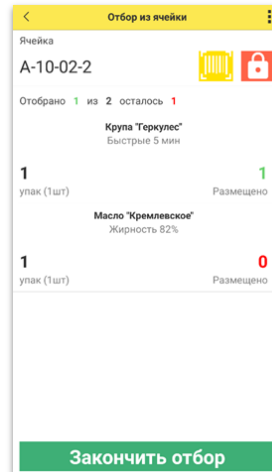 Отбор из ячейки
Ячейка
A-10-02-2
Отобрано 1 из 2 осталось 1
Крупа "Геркулес"
Быстрые 5 мин
1 1
упак (1шт) Размещено
Масло "Кремлевское"
Жирность 82%
1 0
упак (1шт) Размещено
Закончить отбор